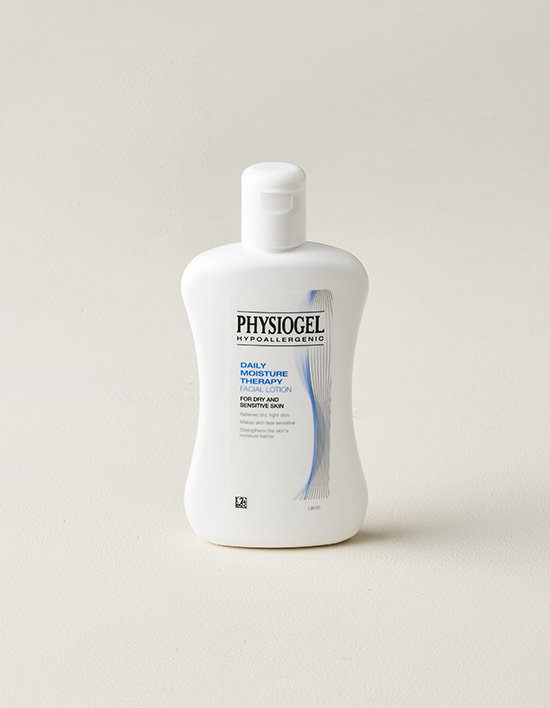 PHYSIOGEL
HYPOALLERGENIC
DAILY
MOISTURE
THERAPY
FACIAL LOTION
FOR DRY AND
SENSITIVE SKIN
Relieves dry, tight skin
Makes skin less sensitive
Strengthens the skin's
moisture barrier